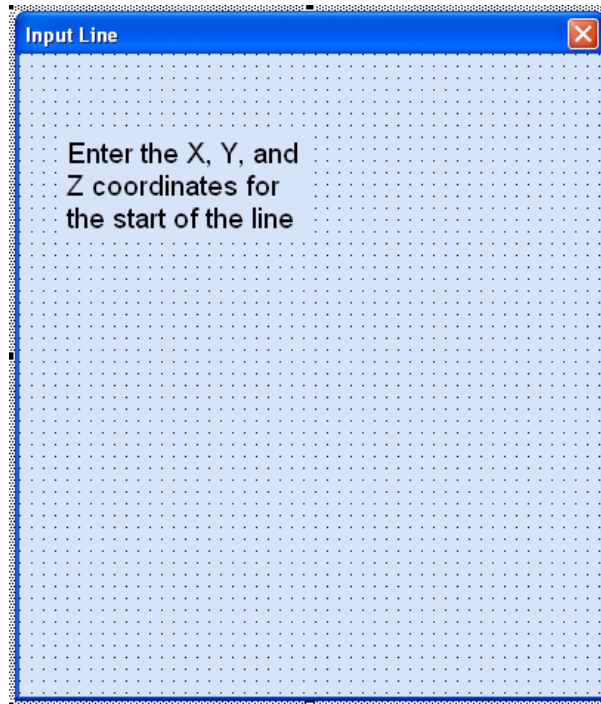 Input Line
Enter the X, Y, and
Z coordinates for
the start of the line